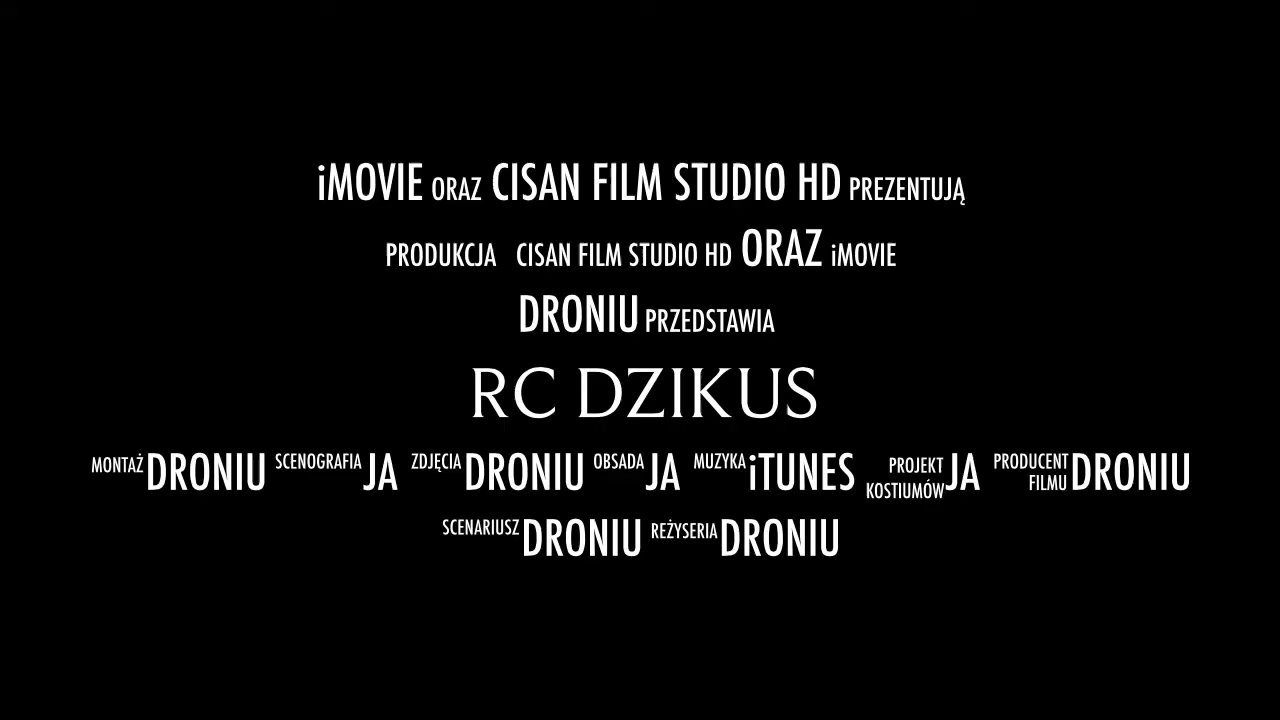 iMOVIE ORAZ CISAN FILM STUDIO HD PREZENTUJĄ
PRODUKCJA CISAN FILM STUDIO HD ORAZ iMOVIE
DRONIU PRZEDSTAWIA
RC DZIKUS
MONTAŻ DRONIU SCENOGRAFIA JA ZDJĘCIA DRONIU OBSADA JA MUZYKA iTUNES PROJEKT KOSTIUMÓW JA PRODUCENT FILMU DRONIU
SCENARIUSZ DRONIU REŻYSERIA DRONIU